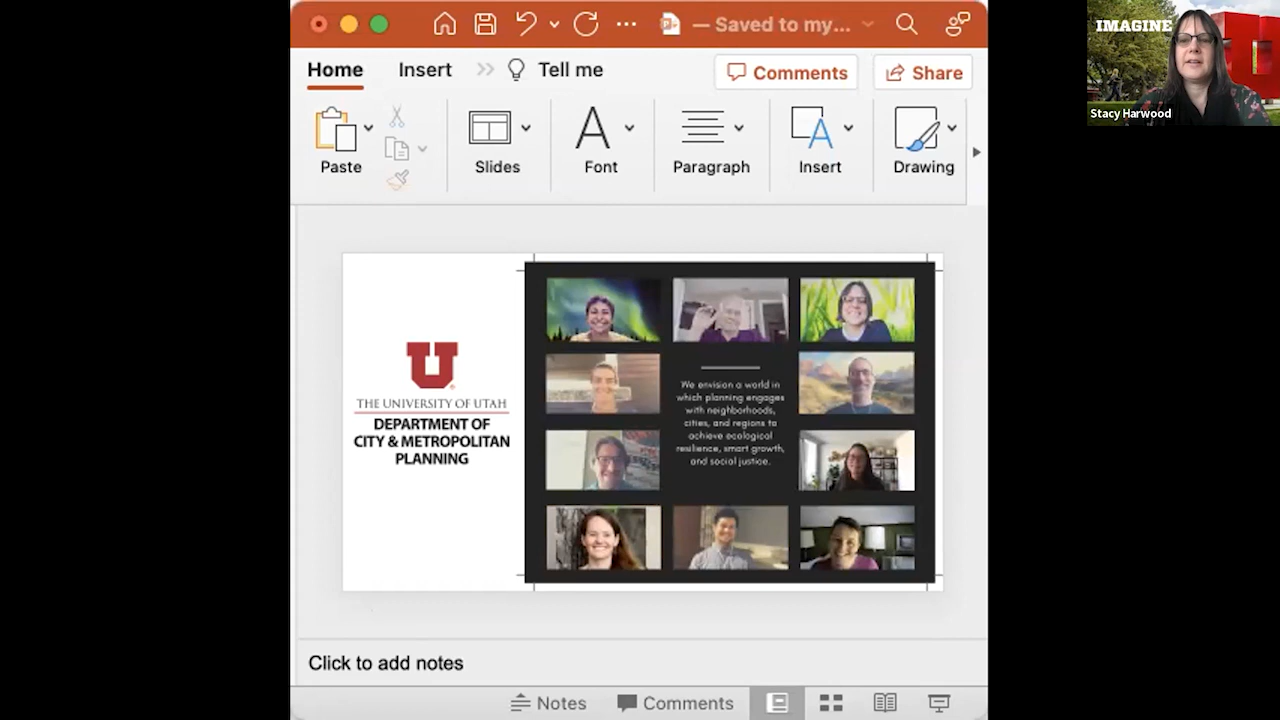 — Saved to my...
Home
Insert
Tell me
Comments
Share
Paste
Slides
Font
Paragraph
Insert
Drawing
IMAGINE
Stacy Harwood
U
THE UNIVERSITY OF UTAH
DEPARTMENT OF
CITY & METROPOLITAN
PLANNING
We envision a world in
which planning engages
with neighborhoods,
cities, and regions to
achieve ecological
resilience, smart growth,
and social justice.
Click to add notes
Notes
Comments